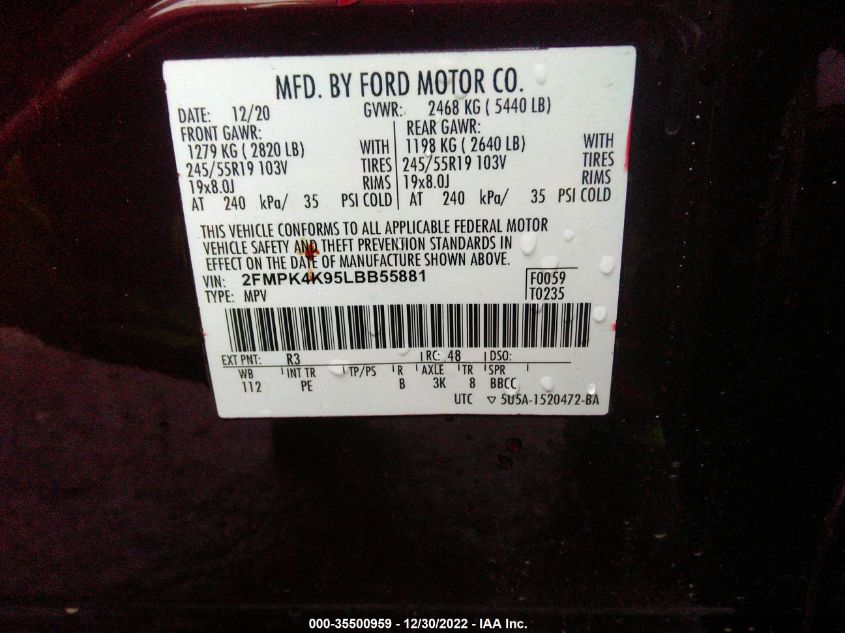 MFD. BY FORD MOTOR CO.
DATE: 12/20 GVWR: 2468 KG ( 5440 LB)
FRONT GAWR: REAR GAWR:
1279 KG ( 2820 LB) WITH 1198 KG ( 2640 LB) WITH
245/55R19 103V TIRES 245/55R19 103V TIRES
19x8.0J RIMS 19x8.0J RIMS
AT 240 kPa/ 35 PSI COLD AT 240 kPa/ 35 PSI COLD
THIS VEHICLE CONFORMS TO ALL APPLICABLE FEDERAL MOTOR
VEHICLE SAFETY AND THEFT PREVENTION STANDARDS IN
EFFECT ON THE DATE OF MANUFACTURE SHOWN ABOVE.
VIN: 2FMPK4K95LBB55881 F0059
TYPE: MPV T0235
EXT PNT: R3 RC: 48 DSO:
WB INT TR TP/PS R AXLE TR SPR
112 PE B 3K 8 BBCC
UTC ▽ 5U5A-1520472-BA
000-35500959 - 12/30/2022 - IAA Inc.